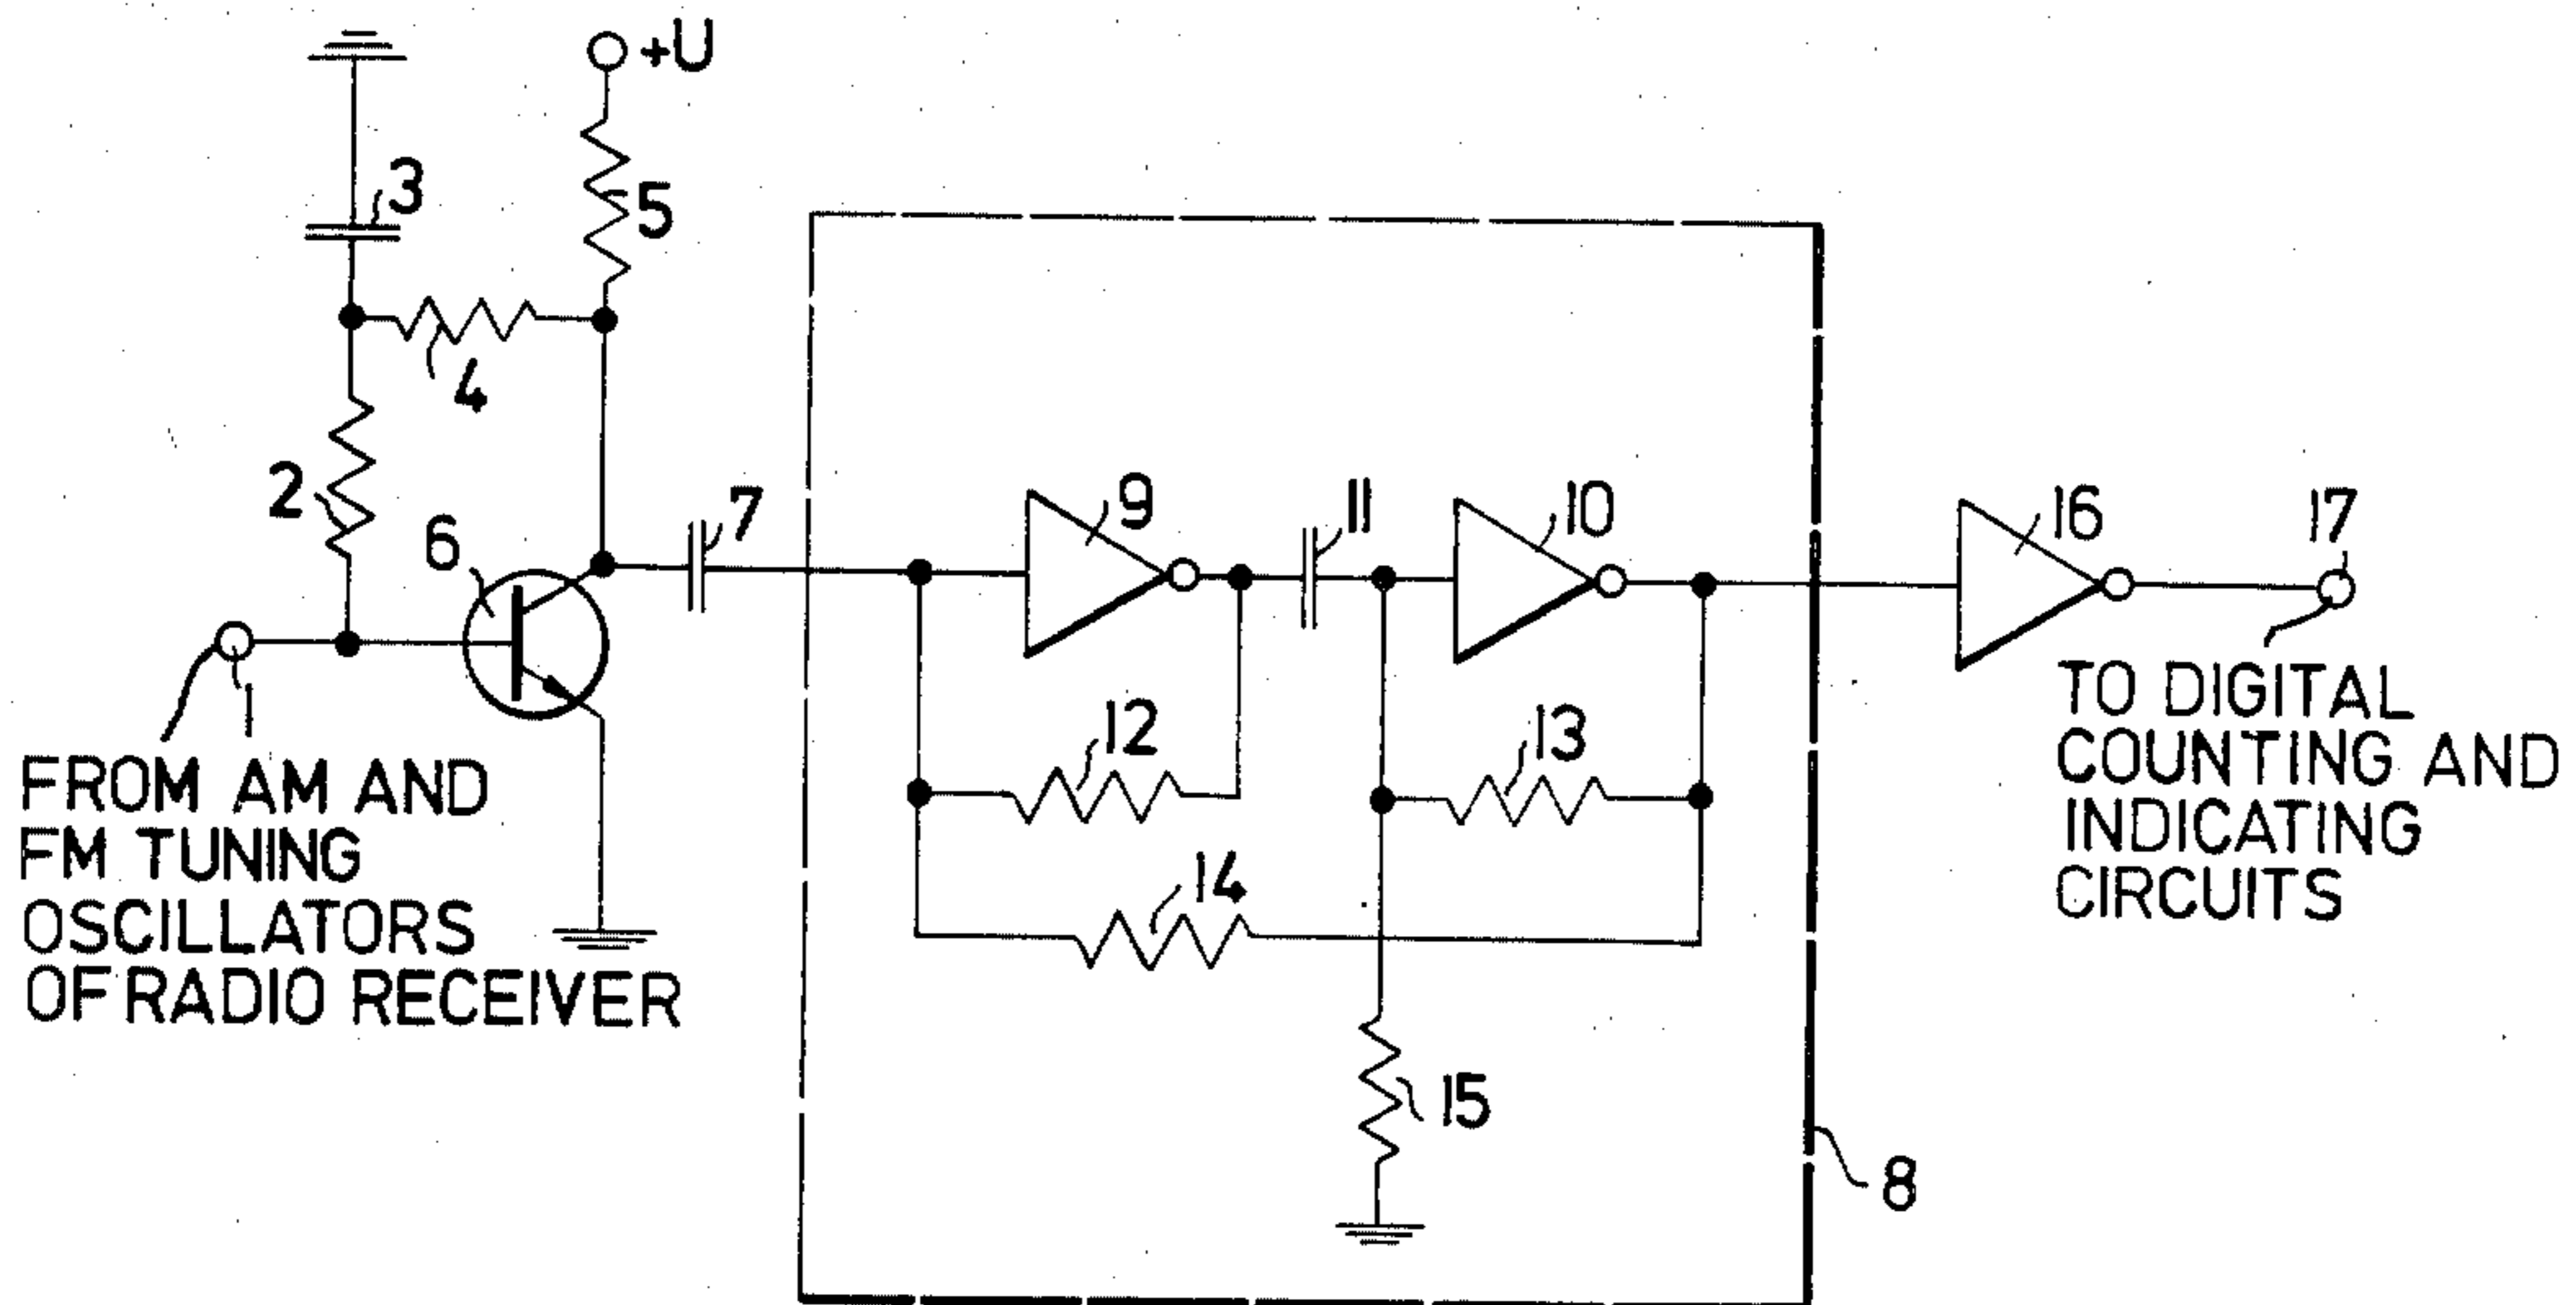 +U
3
5
4
2
6
7
9
11
10
16
17
1
12
13
14
15
8
FROM AM AND
FM TUNING
OSCILLATORS
OF RADIO RECEIVER
TO DIGITAL
COUNTING AND
INDICATING
CIRCUITS